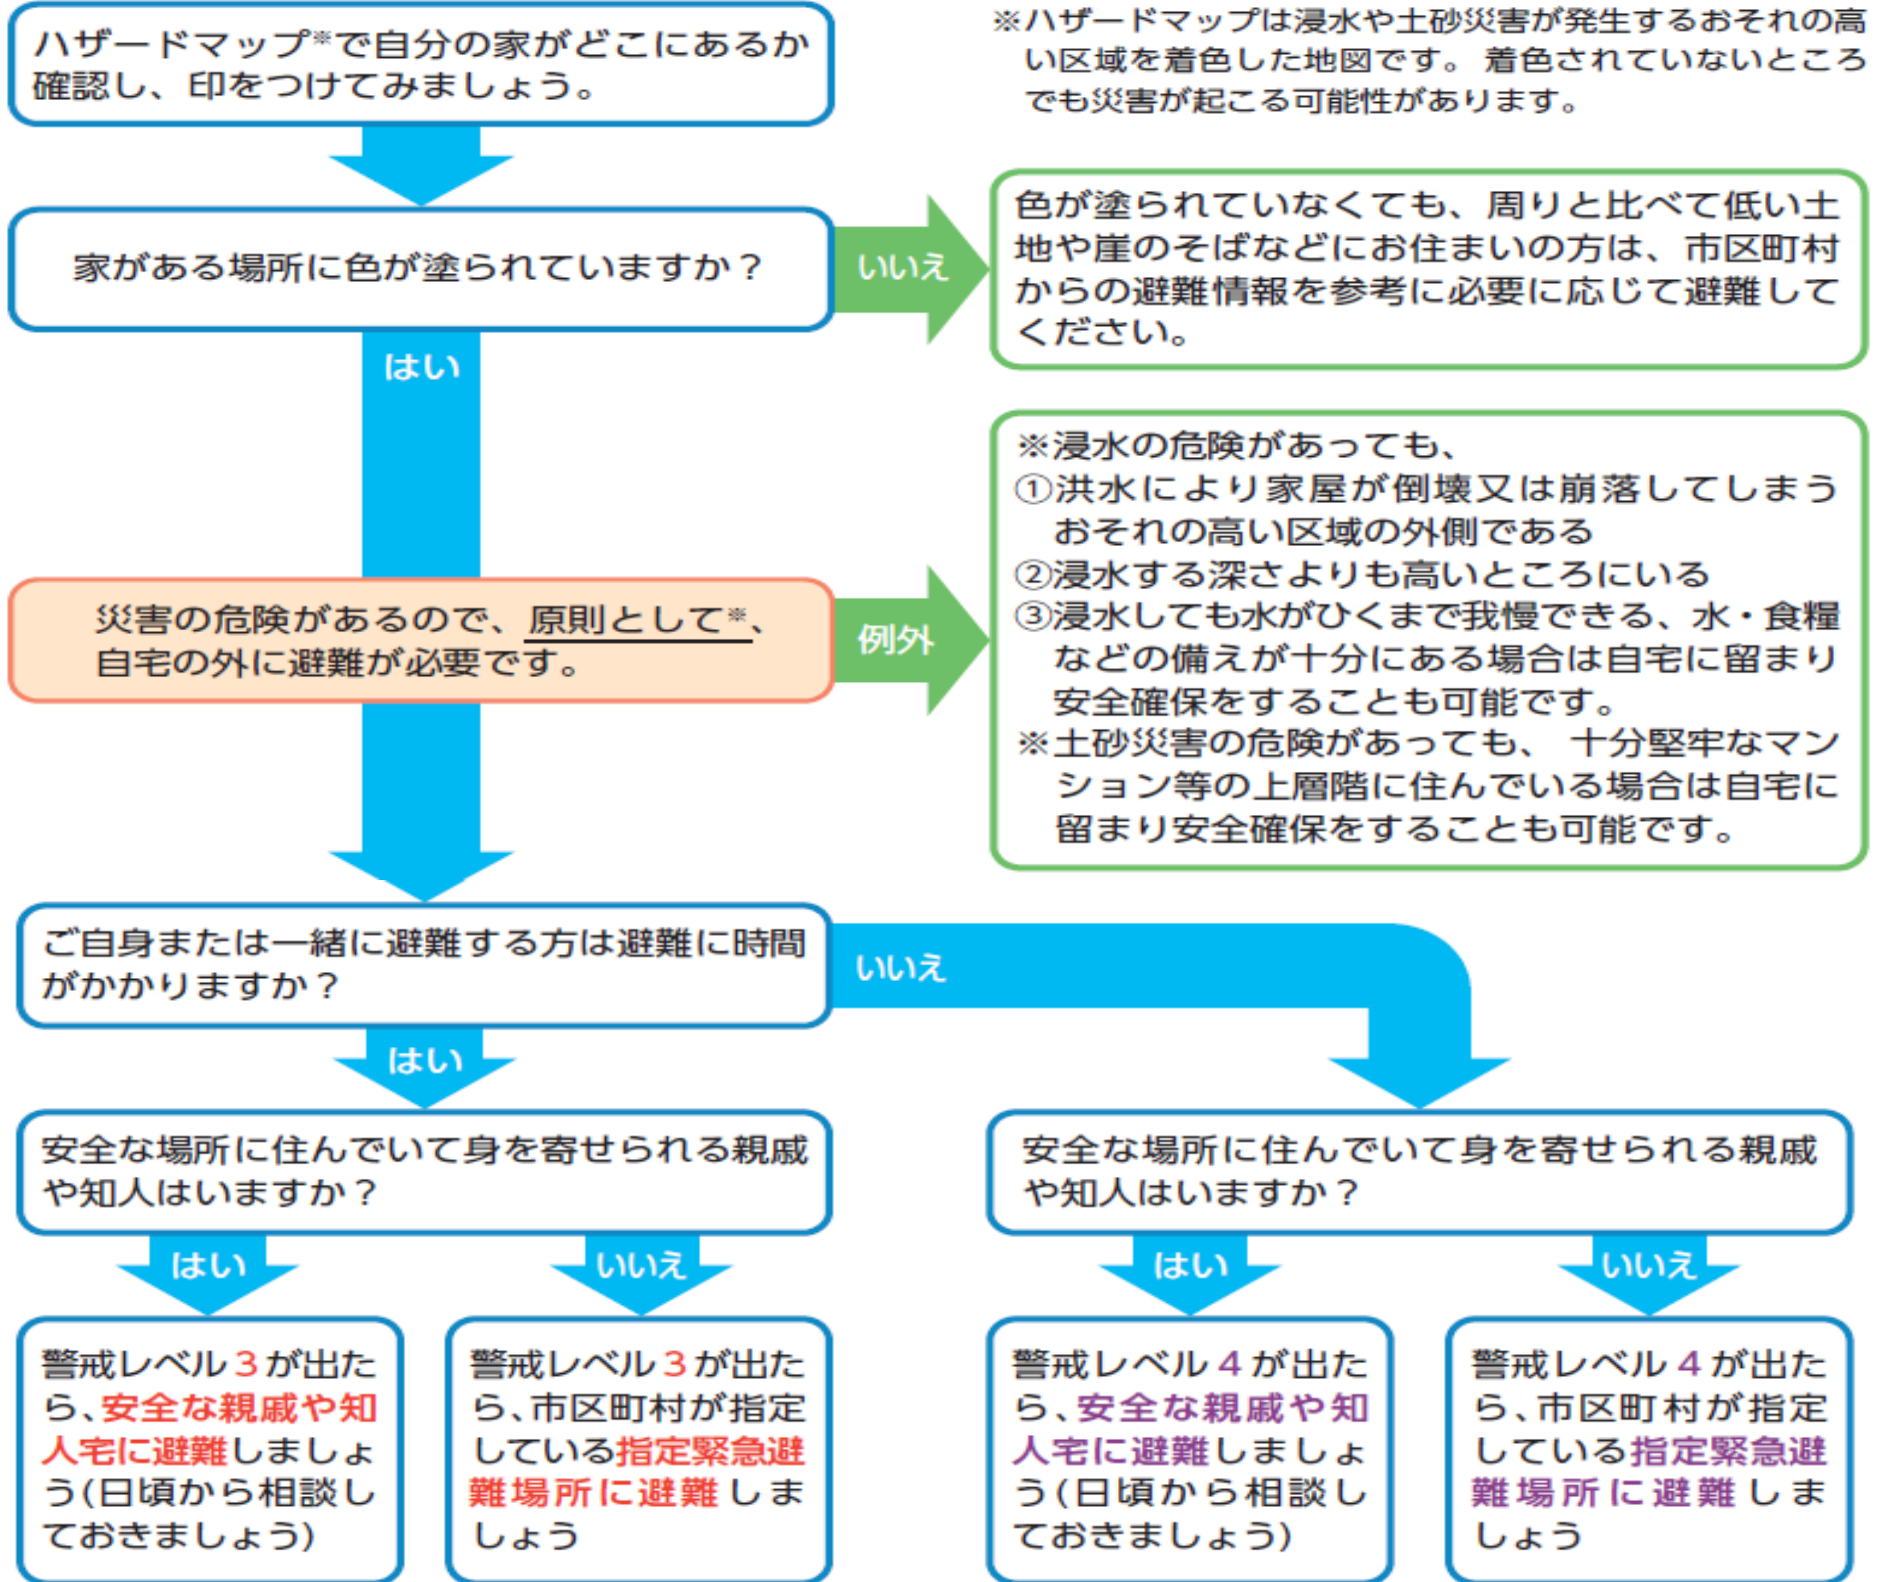 ハザードマップ※で自分の家がどこにあるか
確認し、印をつけてみましょう。
※ハザードマップは浸水や土砂災害が発生するおそれの高
い区域を着色した地図です。 着色されていないところ
でも災害が起こる可能性があります。
家がある場所に色が塗られていますか？
いいえ
色が塗られていなくても、周りと比べて低い土
地や崖のそばなどにお住まいの方は、市区町村
からの避難情報を参考に必要に応じて避難して
ください。
はい
災害の危険があるので、原則として※、
自宅の外に避難が必要です。
例外
※浸水の危険があっても、
①洪水により家屋が倒壊又は崩落してしまう
おそれの高い区域の外側である
②浸水する深さよりも高いところにいる
③浸水しても水がひくまで我慢できる、水・食糧
などの備えが十分にある場合は自宅に留まり
安全確保をすることも可能です。
※土砂災害の危険があっても、 十分堅牢なマン
ション等の上層階に住んでいる場合は自宅に
留まり安全確保をすることも可能です。
ご自身または一緒に避難する方は避難に時間
がかかりますか？
いいえ
はい
安全な場所に住んでいて身を寄せられる親戚
や知人はいますか？
安全な場所に住んでいて身を寄せられる親戚
や知人はいますか？
はい
いいえ
はい
いいえ
警戒レベル3が出た
ら、安全な親戚や知
人宅に避難しましょ
う(日頃から相談し
ておきましょう)
警戒レベル3が出た
ら、市区町村が指定
している指定緊急避
難場所に避難しま
しょう
警戒レベル4が出た
ら、安全な親戚や知
人宅に避難しましょ
う(日頃から相談し
ておきましょう)
警戒レベル4が出た
ら、市区町村が指定
している指定緊急避
難場所に避難しま
しょう